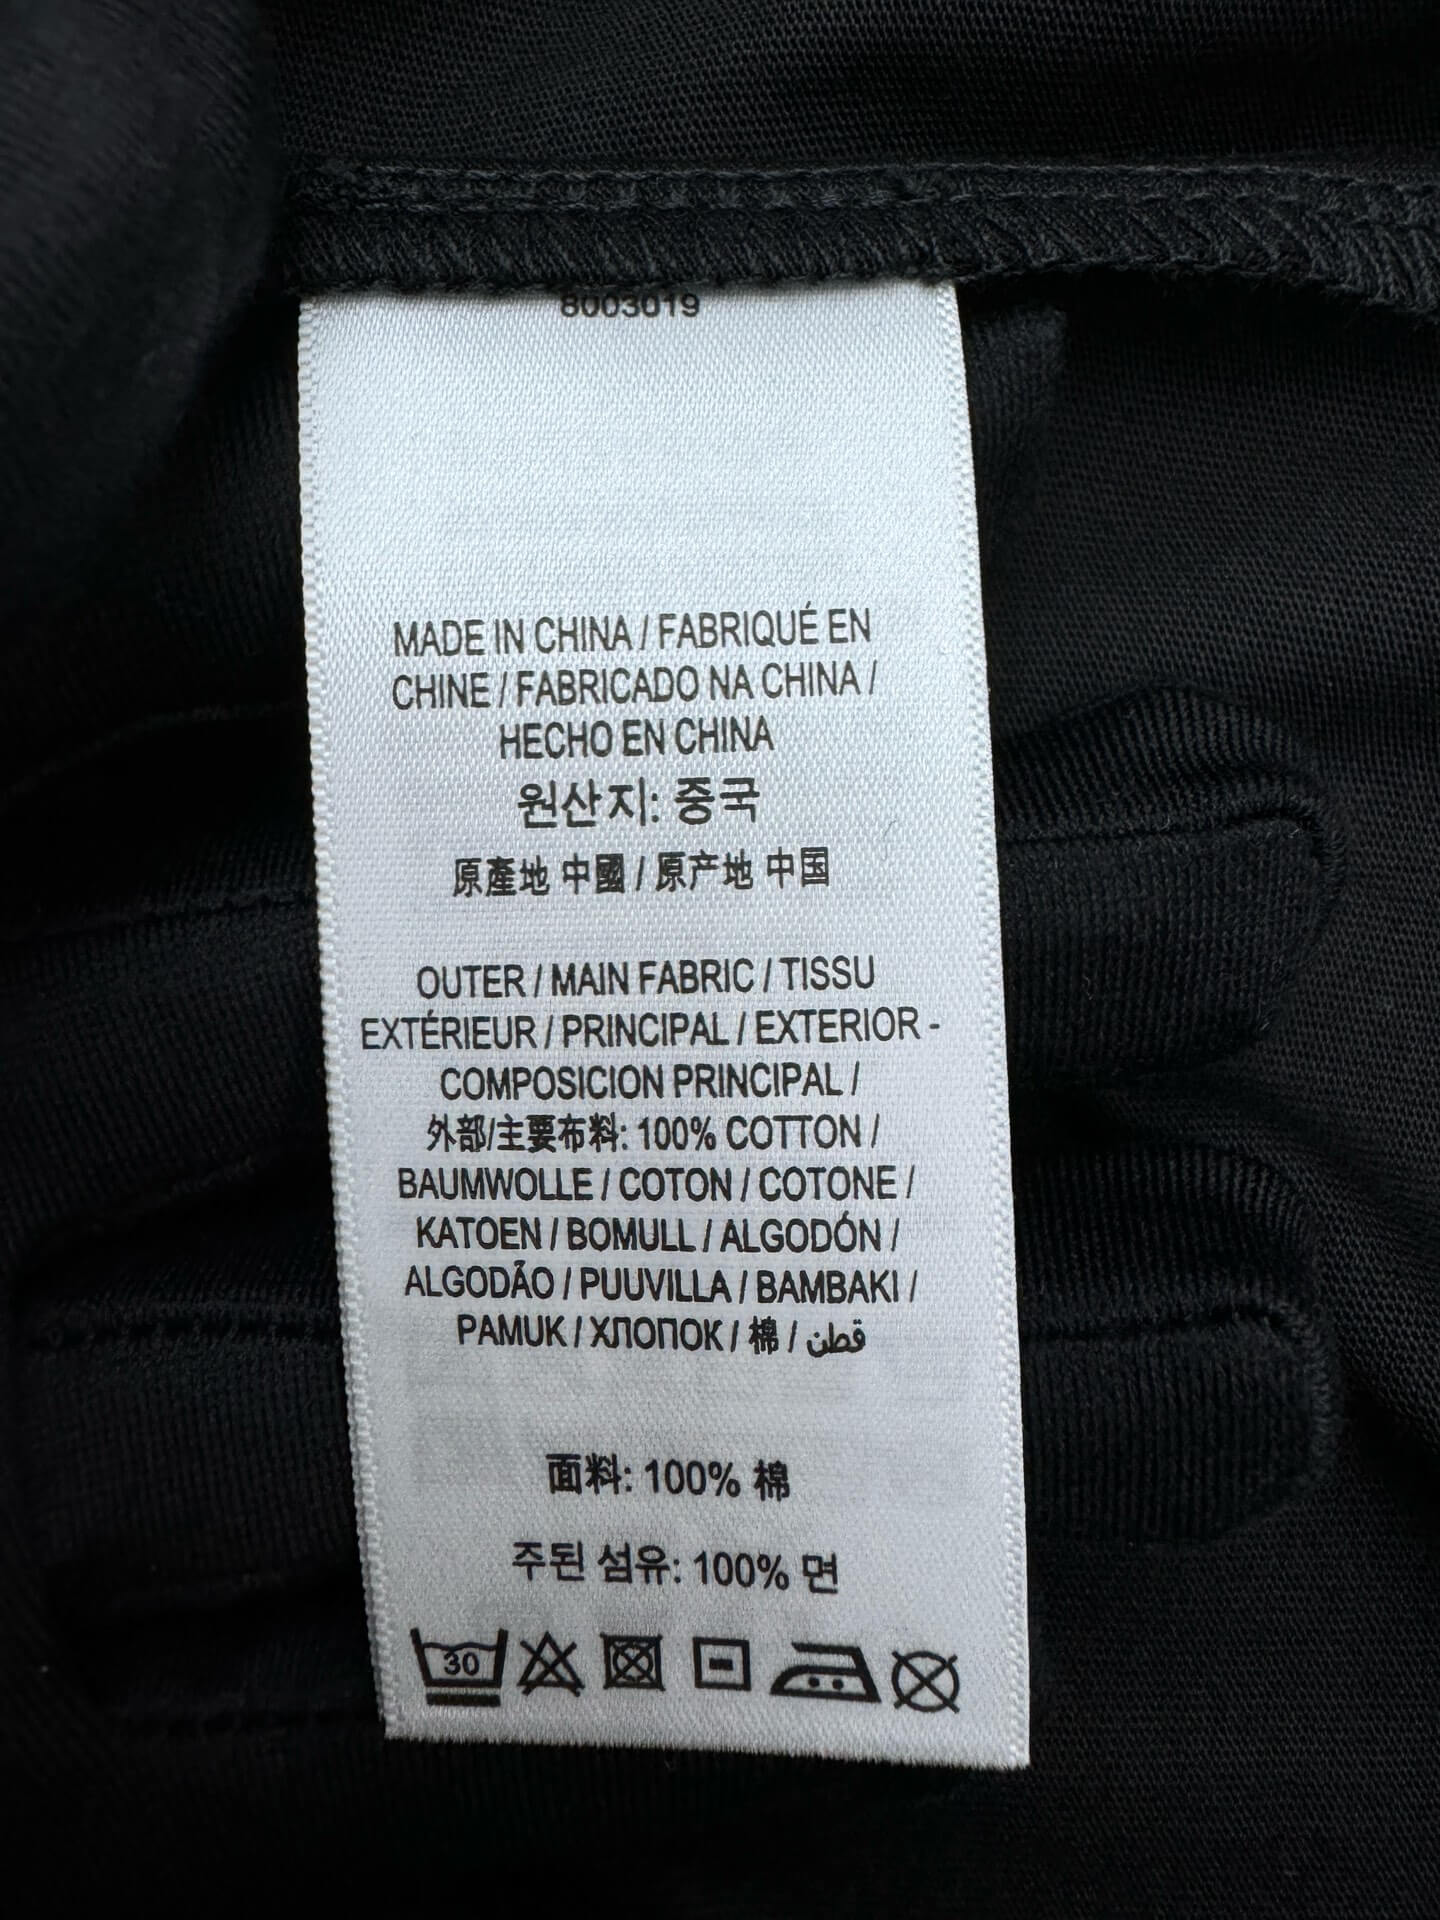 8003019
MADE IN CHINA / FABRIQUÉ EN
CHINE / FABRICADO NA CHINA /
HECHO EN CHINA
원산지: 중국
原產地 中國 / 原产地 中国
OUTER / MAIN FABRIC / TISSU
EXTÉRIEUR / PRINCIPAL / EXTERIOR -
COMPOSICION PRINCIPAL /
外部/主要布料: 100% COTTON /
BAUMWOLLE / COTON / COTONE /
KATOEN / BOMULL / ALGODÓN /
ALGODÃO / PUUVILLA / BAMBAKI /
PAMUK / ХЛОПОК / 棉 / قطن
面料: 100% 棉
주된 섬유: 100% 면
30